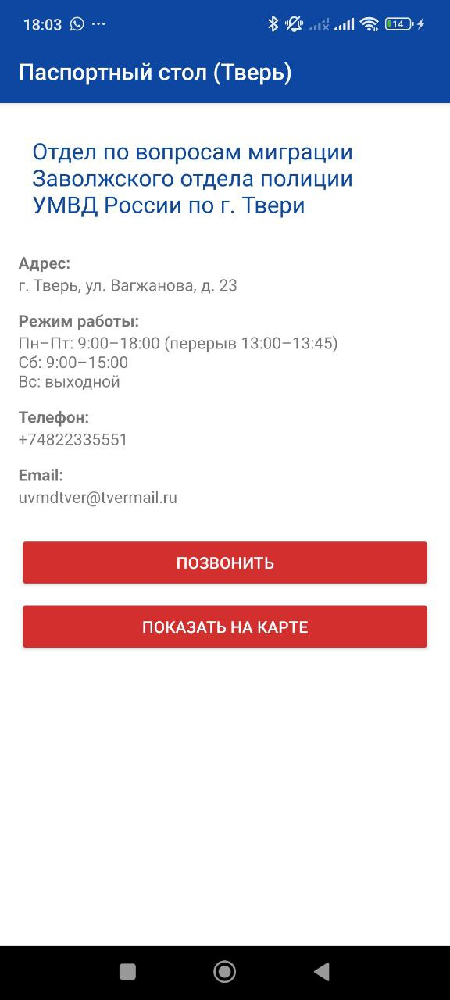 18:03
14
Паспортный стол (Тверь)
Отдел по вопросам миграции
Заволжского отдела полиции
УМВД России по г. Твери
Адрес:
г. Тверь, ул. Вагжанова, д. 23
Режим работы:
Пн–Пт: 9:00–18:00 (перерыв 13:00–13:45)
Сб: 9:00–15:00
Вс: выходной
Телефон:
+74822335551
Email:
uvmdtver@tvermail.ru
ПОЗВОНИТЬ
ПОКАЗАТЬ НА КАРТЕ